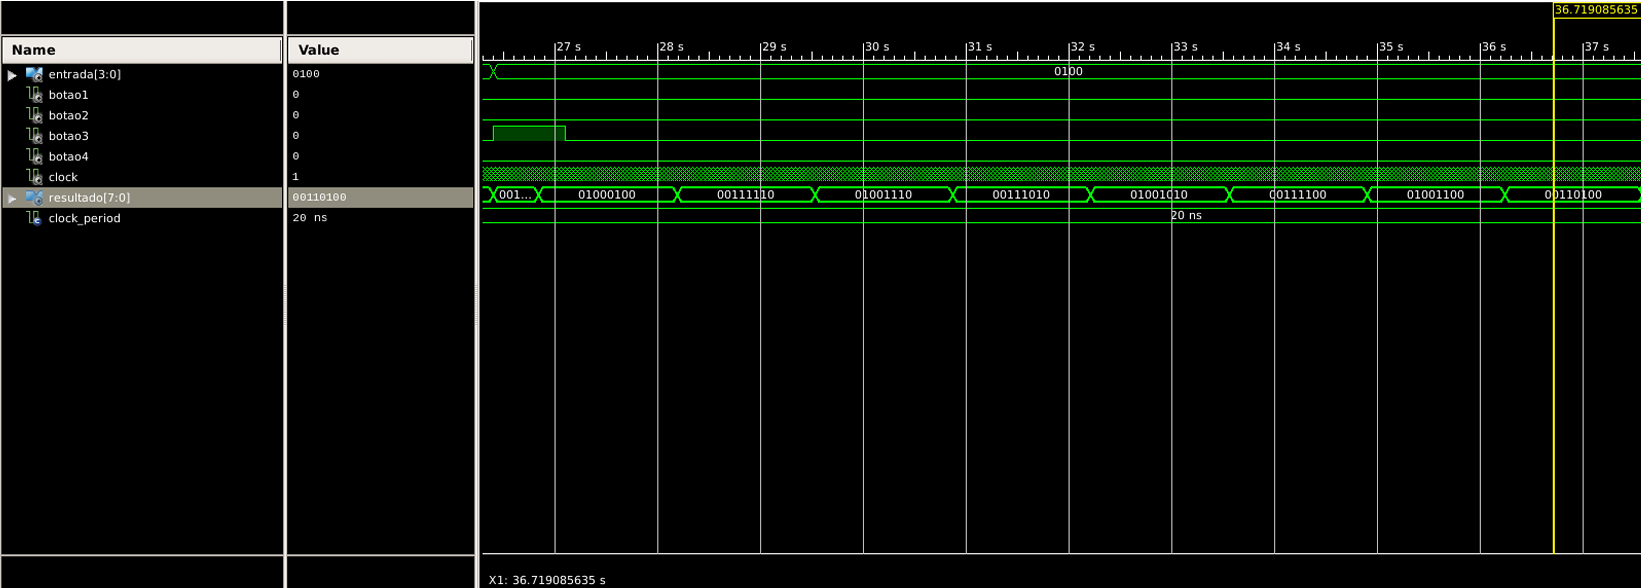 36.719085635
Name Value 27 s 28 s 29 s 30 s 31 s 32 s 33 s 34 s 35 s 36 s 37 s
entrada[3:0] 0100 0100
botao1 0
botao2 0
botao3 0
botao4 0
clock 1
resultado[7:0] 00110100 001... 01000100 00111110 01001110 00111010 01001010 00111100 01001100 00110100
clock_period 20 ns 20 ns
X1: 36.719085635 s